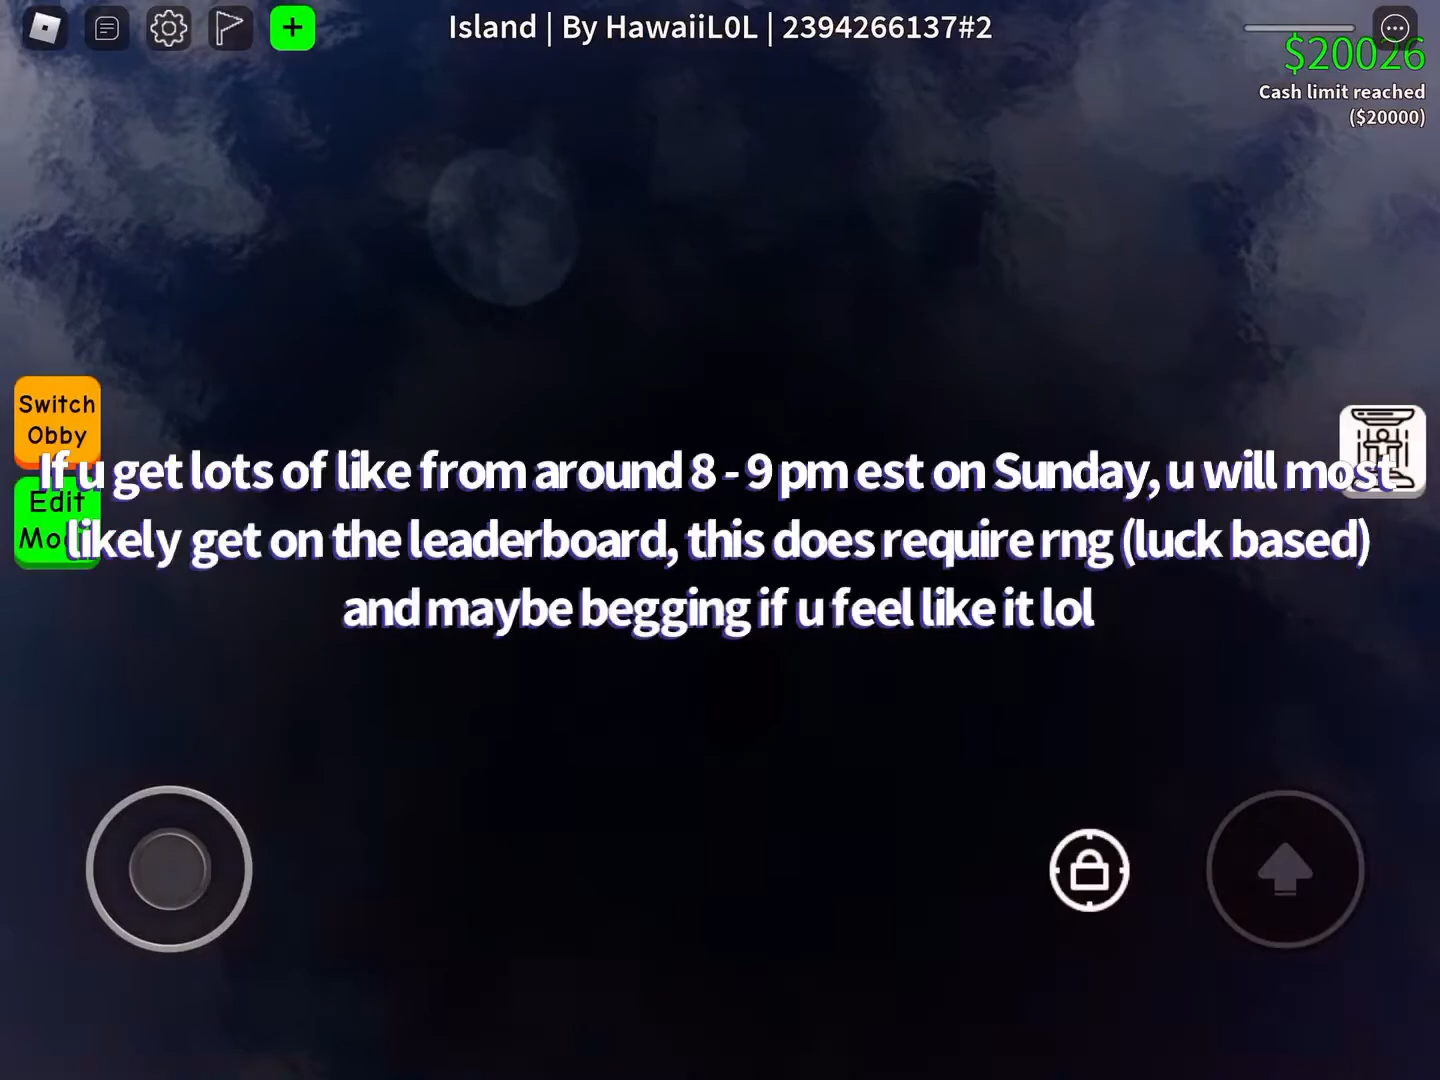 Island | By HawaiiL0L | 2394266137#2
$20026
Cash limit reached
($20000)
Switch
Obby
Edit
If u get lots of like from around 8 - 9 pm est on Sunday, u will most
likely get on the leaderboard, this does require rng (luck based)
and maybe begging if u feel like it lol